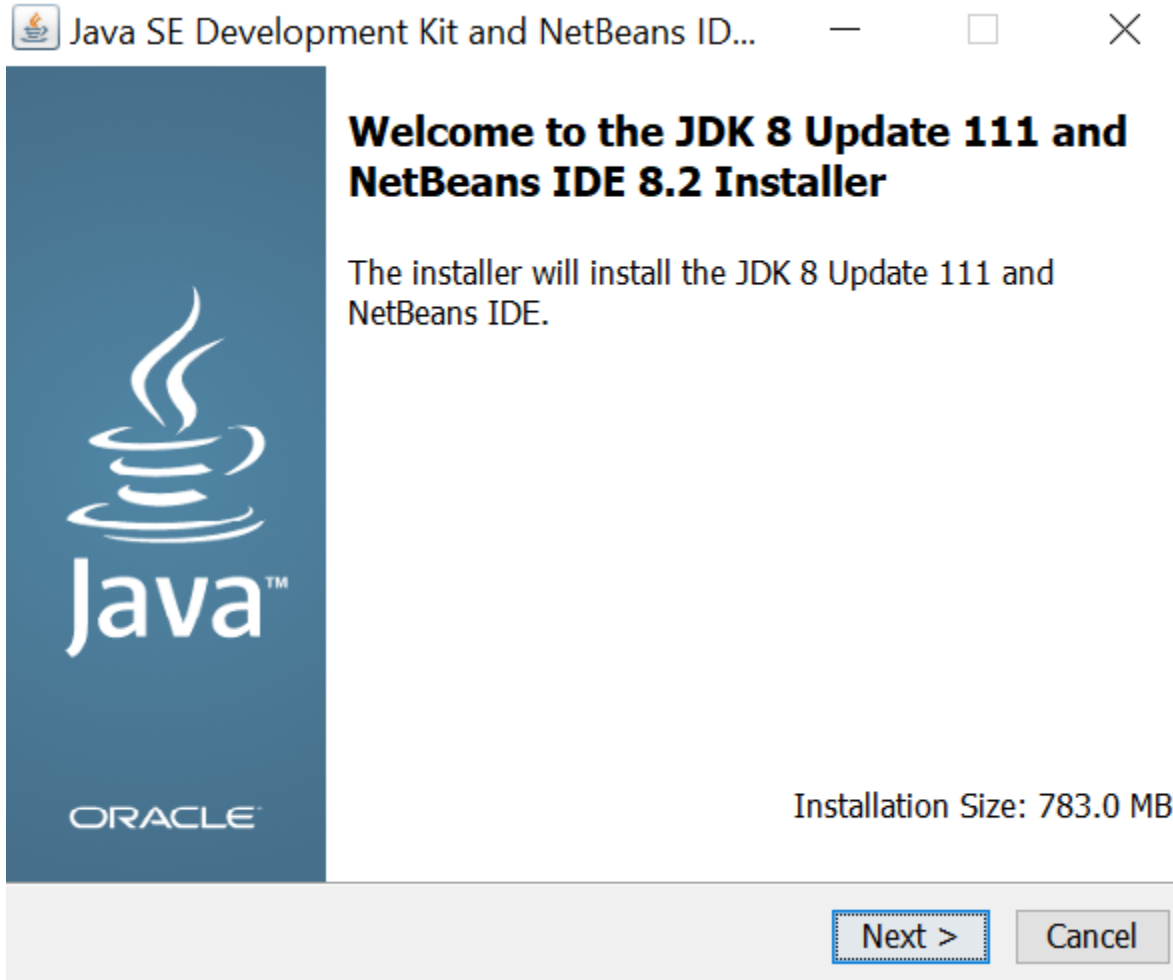 Java SE Development Kit and NetBeans ID...
Welcome to the JDK 8 Update 111 and
NetBeans IDE 8.2 Installer
The installer will install the JDK 8 Update 111 and
NetBeans IDE.
Java™
ORACLE
Installation Size: 783.0 MB
Next >
Cancel